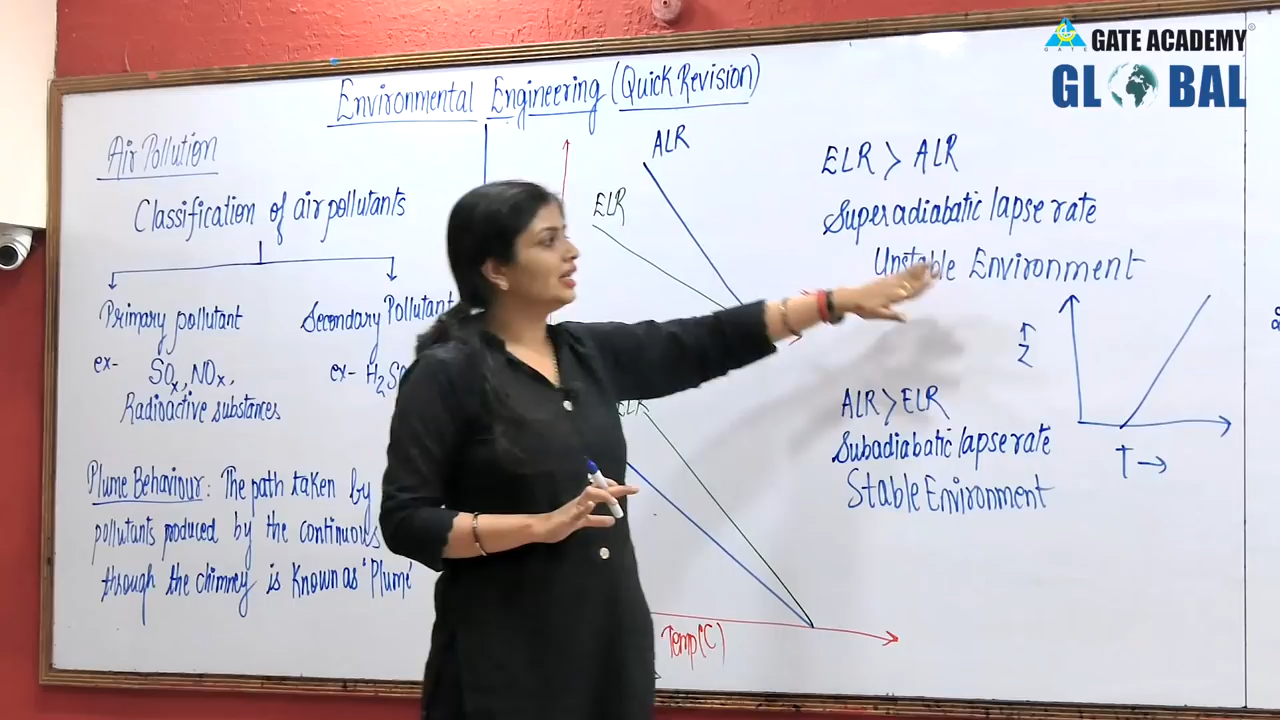 GATE ACADEMY
GATE
GLOBAL
Environmental Engineering (Quick Revision)
Air Pollution
Classification of air pollutants
Primary pollutant
ex- SOx, NOx,
Radioactive substances
Secondary Pollutant
ex- H2SO
Plume Behaviour: The path taken by
pollutants produced by the continuous
through the chimney is known as 'Plume'
ALR
ELR
ELR
Temp(C)
ELR > ALR
Superadiabatic lapse rate
Unstable Environment
Z
T →
ALR > ELR
Subadiabatic lapse rate
Stable Environment